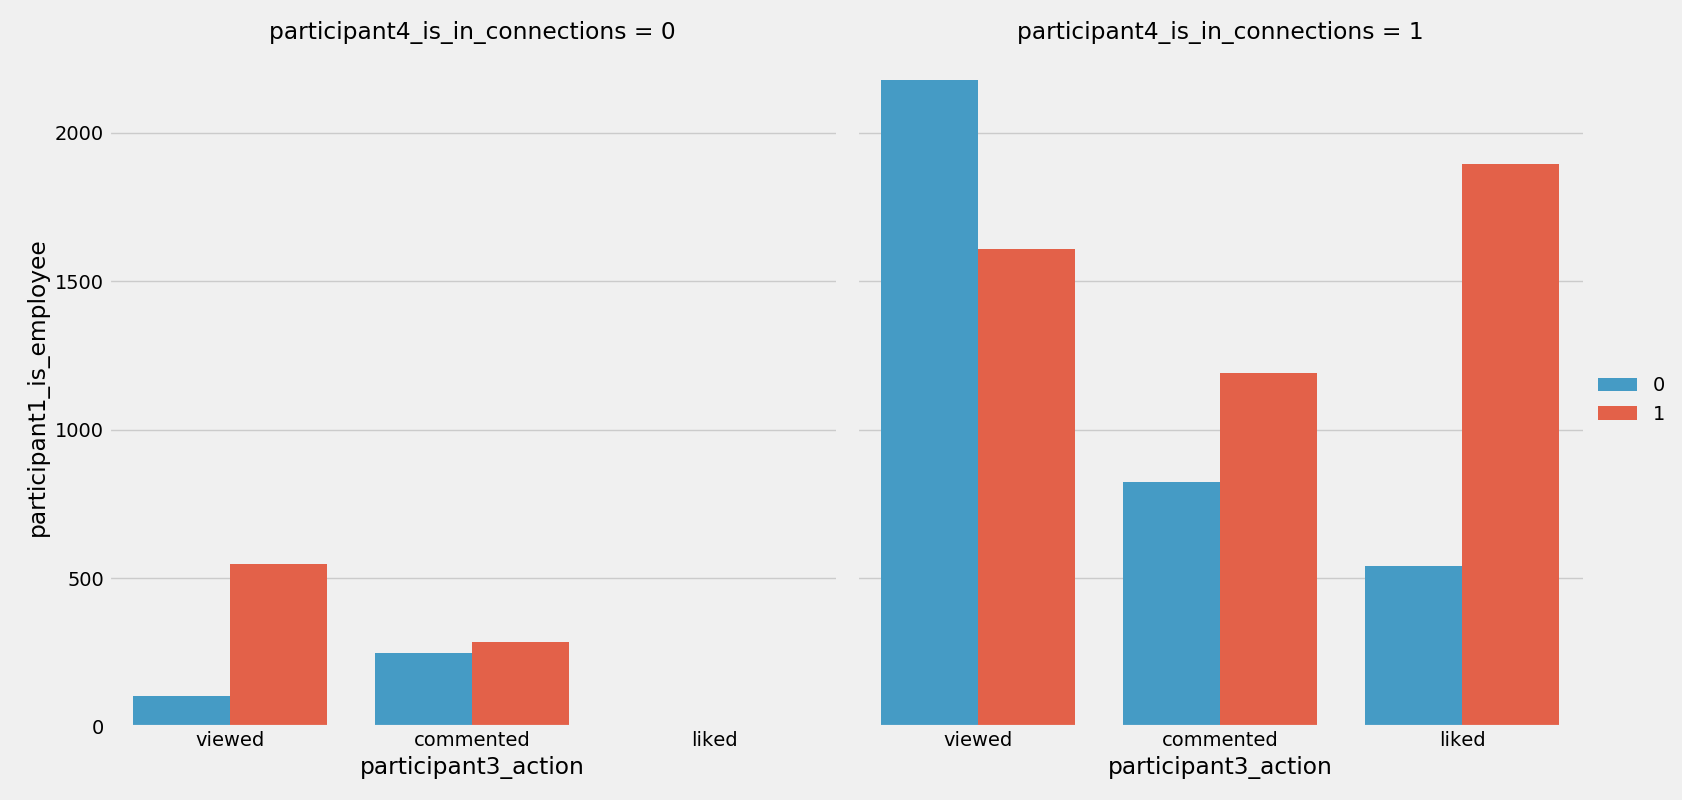 participant4_is_in_connections = 0
participant4_is_in_connections = 1
participant1_is_employee
2000
1500
1000
500
0
viewed
commented
liked
participant3_action
viewed
commented
liked
participant3_action
0
1